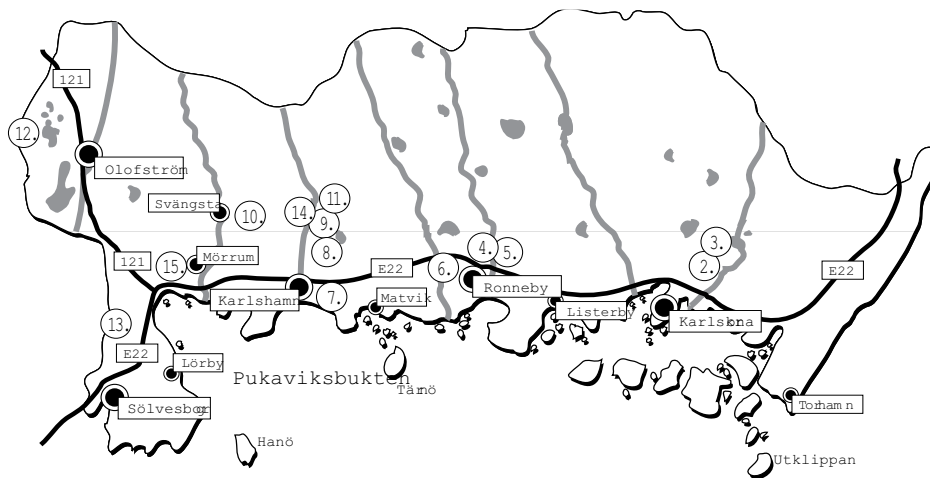 121
12.
Olofström
Svängsta
10.
11.
14.
9.
8.
3.
2.
4.
5.
6.
121
15.
Mörrum
E22
E22
Karlshamn
7.
Matvik
Ronneby
Listerby
Karlskrona
13.
E22
Lörby
Pukaviksbukten
Tärnö
Sölvesborg
Torhamn
Hanö
Utklippan